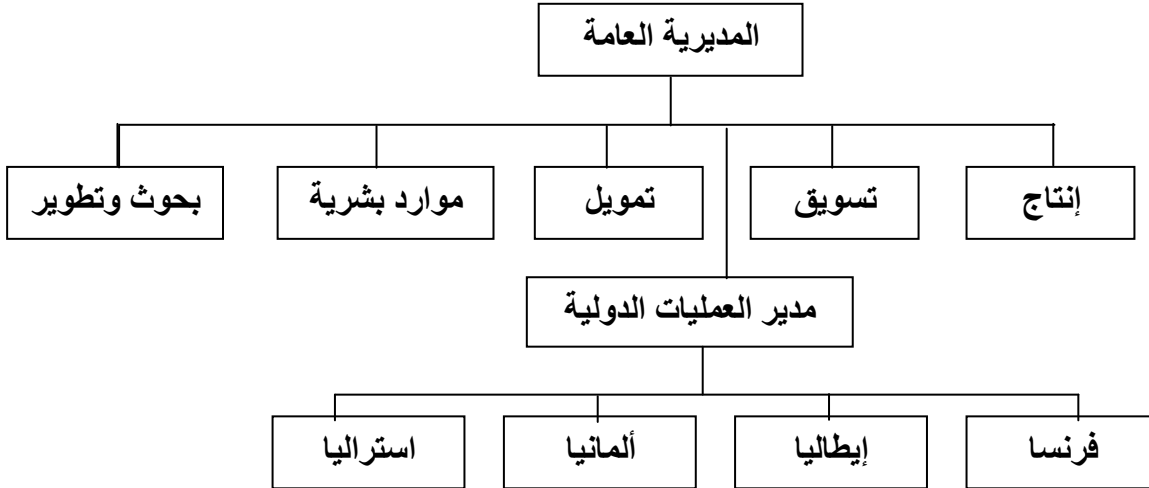 المديرية العامة
إنتاج
تسويق
تمويل
موارد بشرية
بحوث وتطوير
مدير العمليات الدولية
فرنسا
إيطاليا
ألمانيا
استراليا